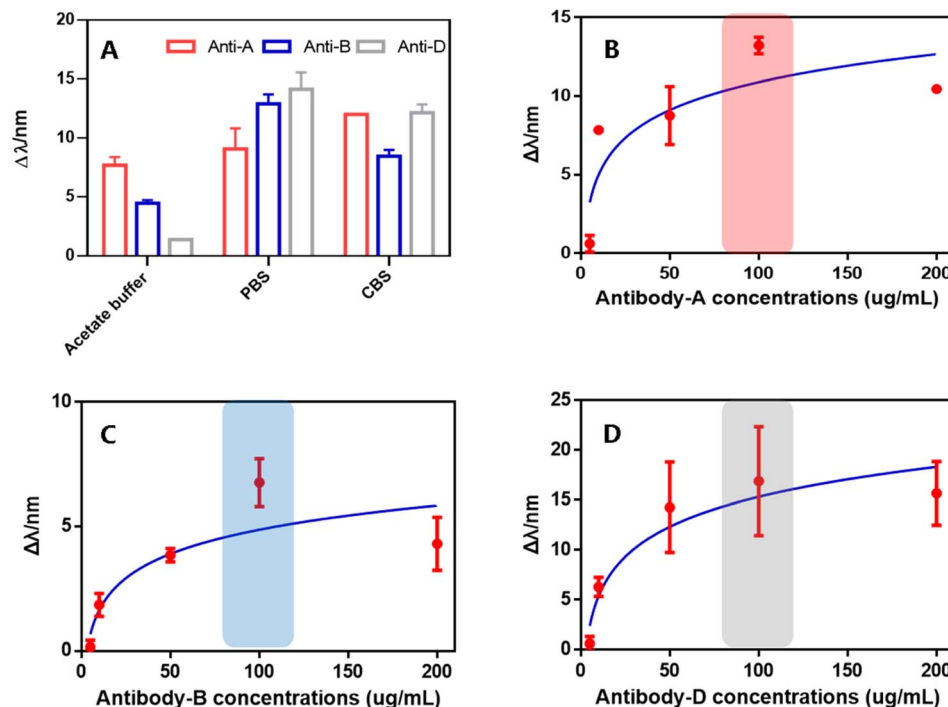 A
Anti-A Anti-B Anti-D
Δλ/nm
20
15
10
5
0
Acetate buffer
PBS
CBS
B
Δλ/nm
15
10
5
0
0 50 100 150 200
Antibody-A concentrations (ug/mL)
C
Δλ/nm
10
5
0
0 50 100 150 200
Antibody-B concentrations (ug/mL)
D
Δλ/nm
25
20
15
10
5
0
0 50 100 150 200
Antibody-D concentrations (ug/mL)